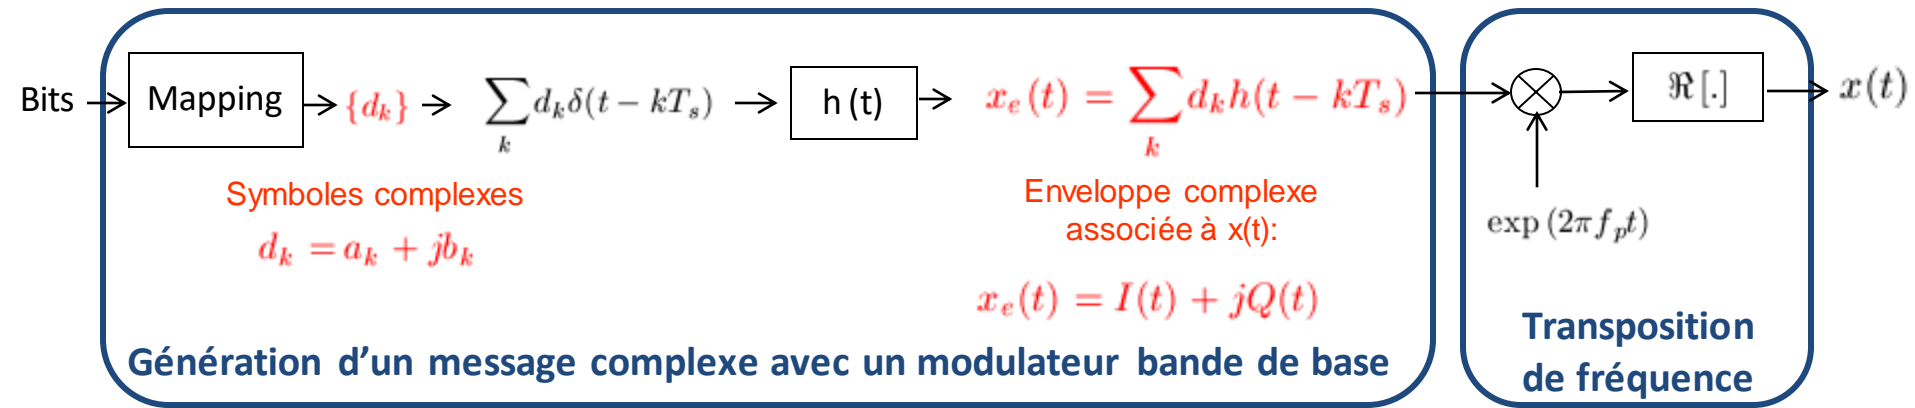 Bits
Mapping
{d_k}
∑_k d_k δ(t − kT_s)
h (t)
x_e(t) = ∑_k d_k h(t − kT_s)
ℜ[.]
x(t)
Symboles complexes
d_k = a_k + jb_k
Enveloppe complexe
associée à x(t):
x_e(t) = I(t) + jQ(t)
exp (2πf_p t)
Génération d'un message complexe avec un modulateur bande de base
Transposition
de fréquence